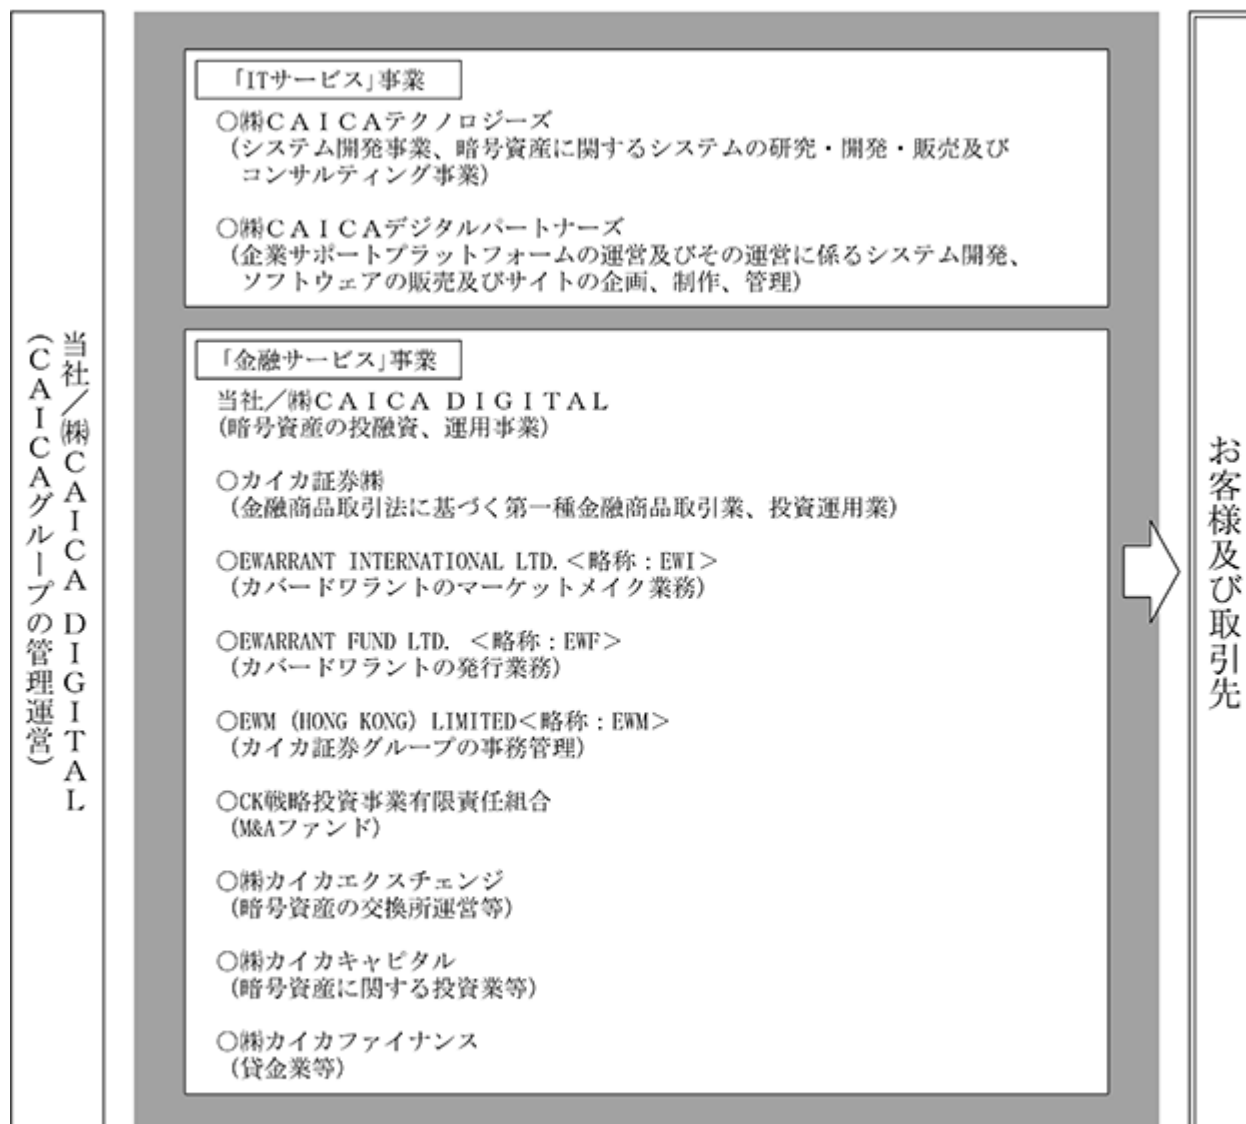 当社／㈱ＣＡＩＣＡ ＤＩＧＩＴＡＬ
（ＣＡＩＣＡグループの管理運営）
「ITサービス」事業
○㈱ＣＡＩＣＡテクノロジーズ
（システム開発事業、暗号資産に関するシステムの研究・開発・販売及び
コンサルティング事業）
○㈱ＣＡＩＣＡデジタルパートナーズ
（企業サポートプラットフォームの運営及びその運営に係るシステム開発、
ソフトウェアの販売及びサイトの企画、制作、管理）
「金融サービス」事業
当社／㈱ＣＡＩＣＡ ＤＩＧＩＴＡＬ
（暗号資産の投融資、運用事業）
○カイカ証券㈱
（金融商品取引法に基づく第一種金融商品取引業、投資運用業）
○EWARRANT INTERNATIONAL LTD.＜略称：EWI＞
（カバードワラントのマーケットメイク業務）
○EWARRANT FUND LTD. ＜略称：EWF＞
（カバードワラントの発行業務）
○EWM (HONG KONG) LIMITED＜略称：EWM＞
（カイカ証券グループの事務管理）
○CK戦略投資事業有限責任組合
（M&Aファンド）
○㈱カイカエクスチェンジ
（暗号資産の交換所運営等）
○㈱カイカキャピタル
（暗号資産に関する投資業等）
○㈱カイカファイナンス
（貸金業等）
お客様及び取引先